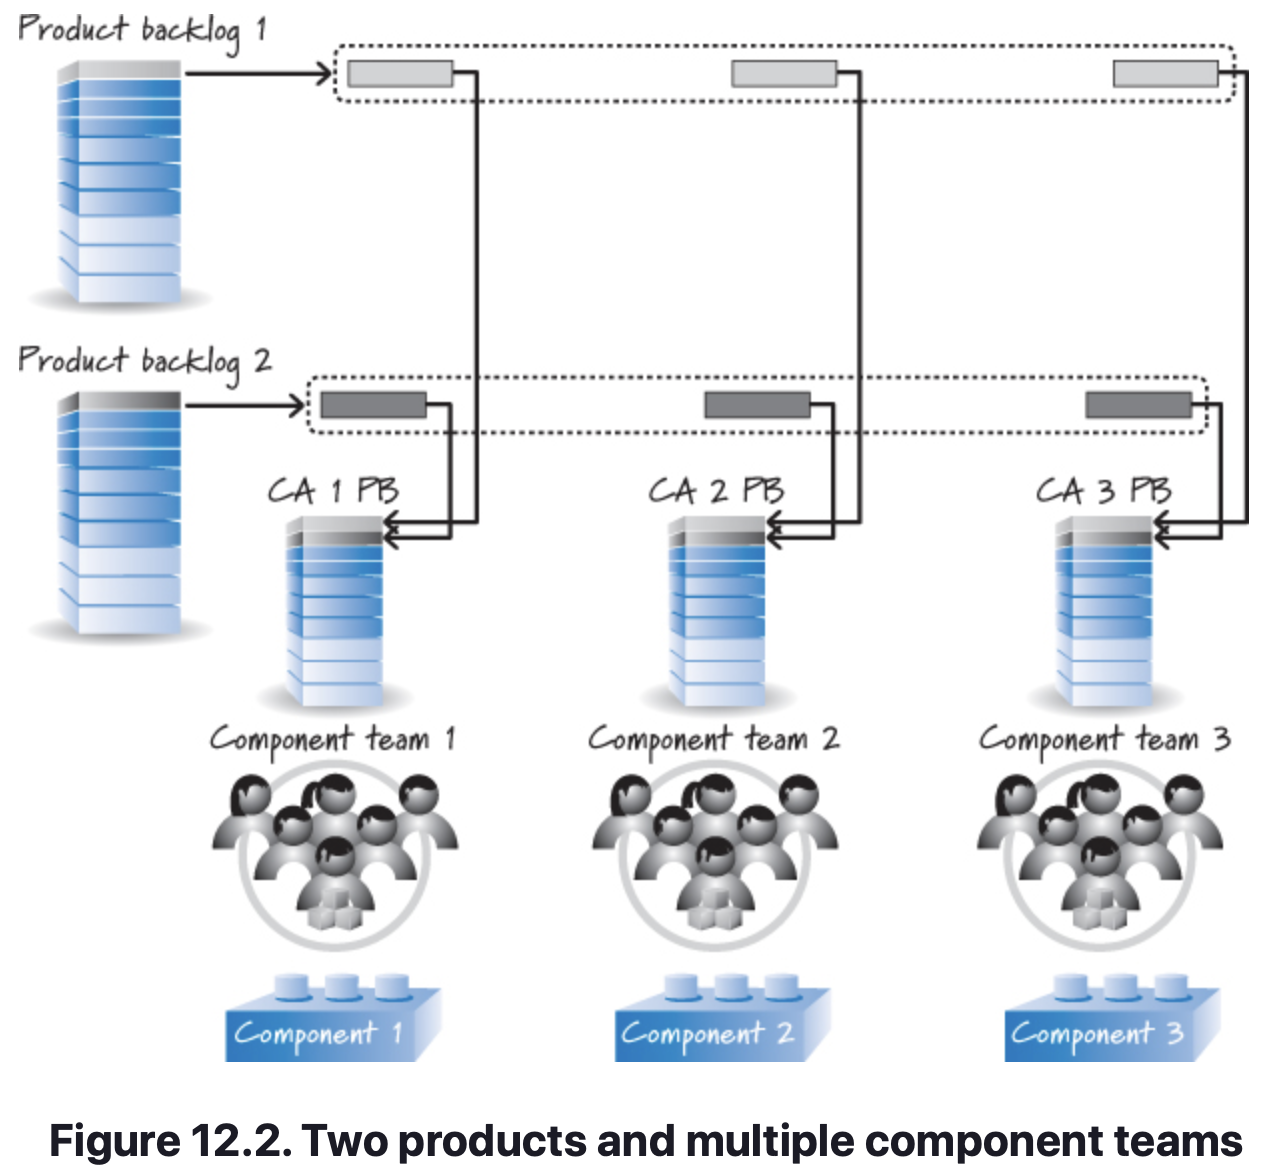 Product backlog 1
Product backlog 2
CA 1 PB
CA 2 PB
CA 3 PB
Component team 1
Component team 2
Component team 3
Component 1
Component 2
Component 3
Figure 12.2. Two products and multiple component teams